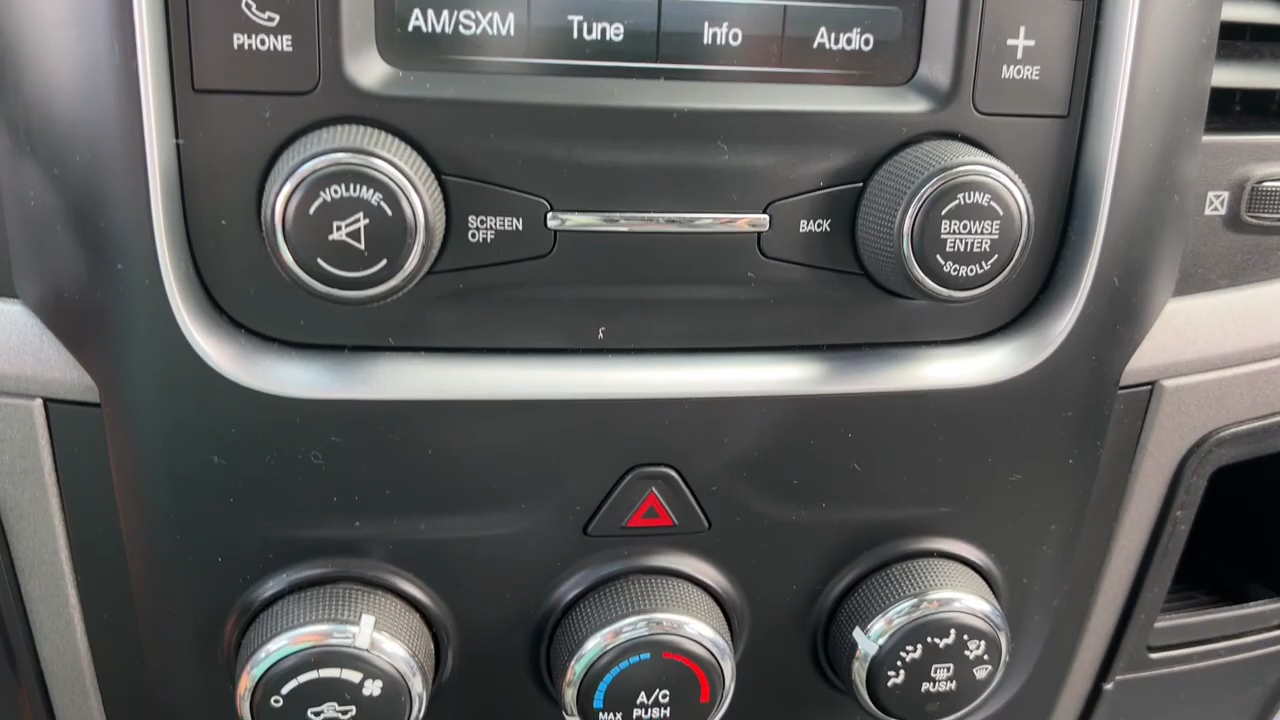 AM/SXM
Tune
Info
Audio
PHONE
MORE
VOLUME
SCREEN
OFF
BACK
TUNE
BROWSE
ENTER
SCROLL
A/C
MAX PUSH
PUSH